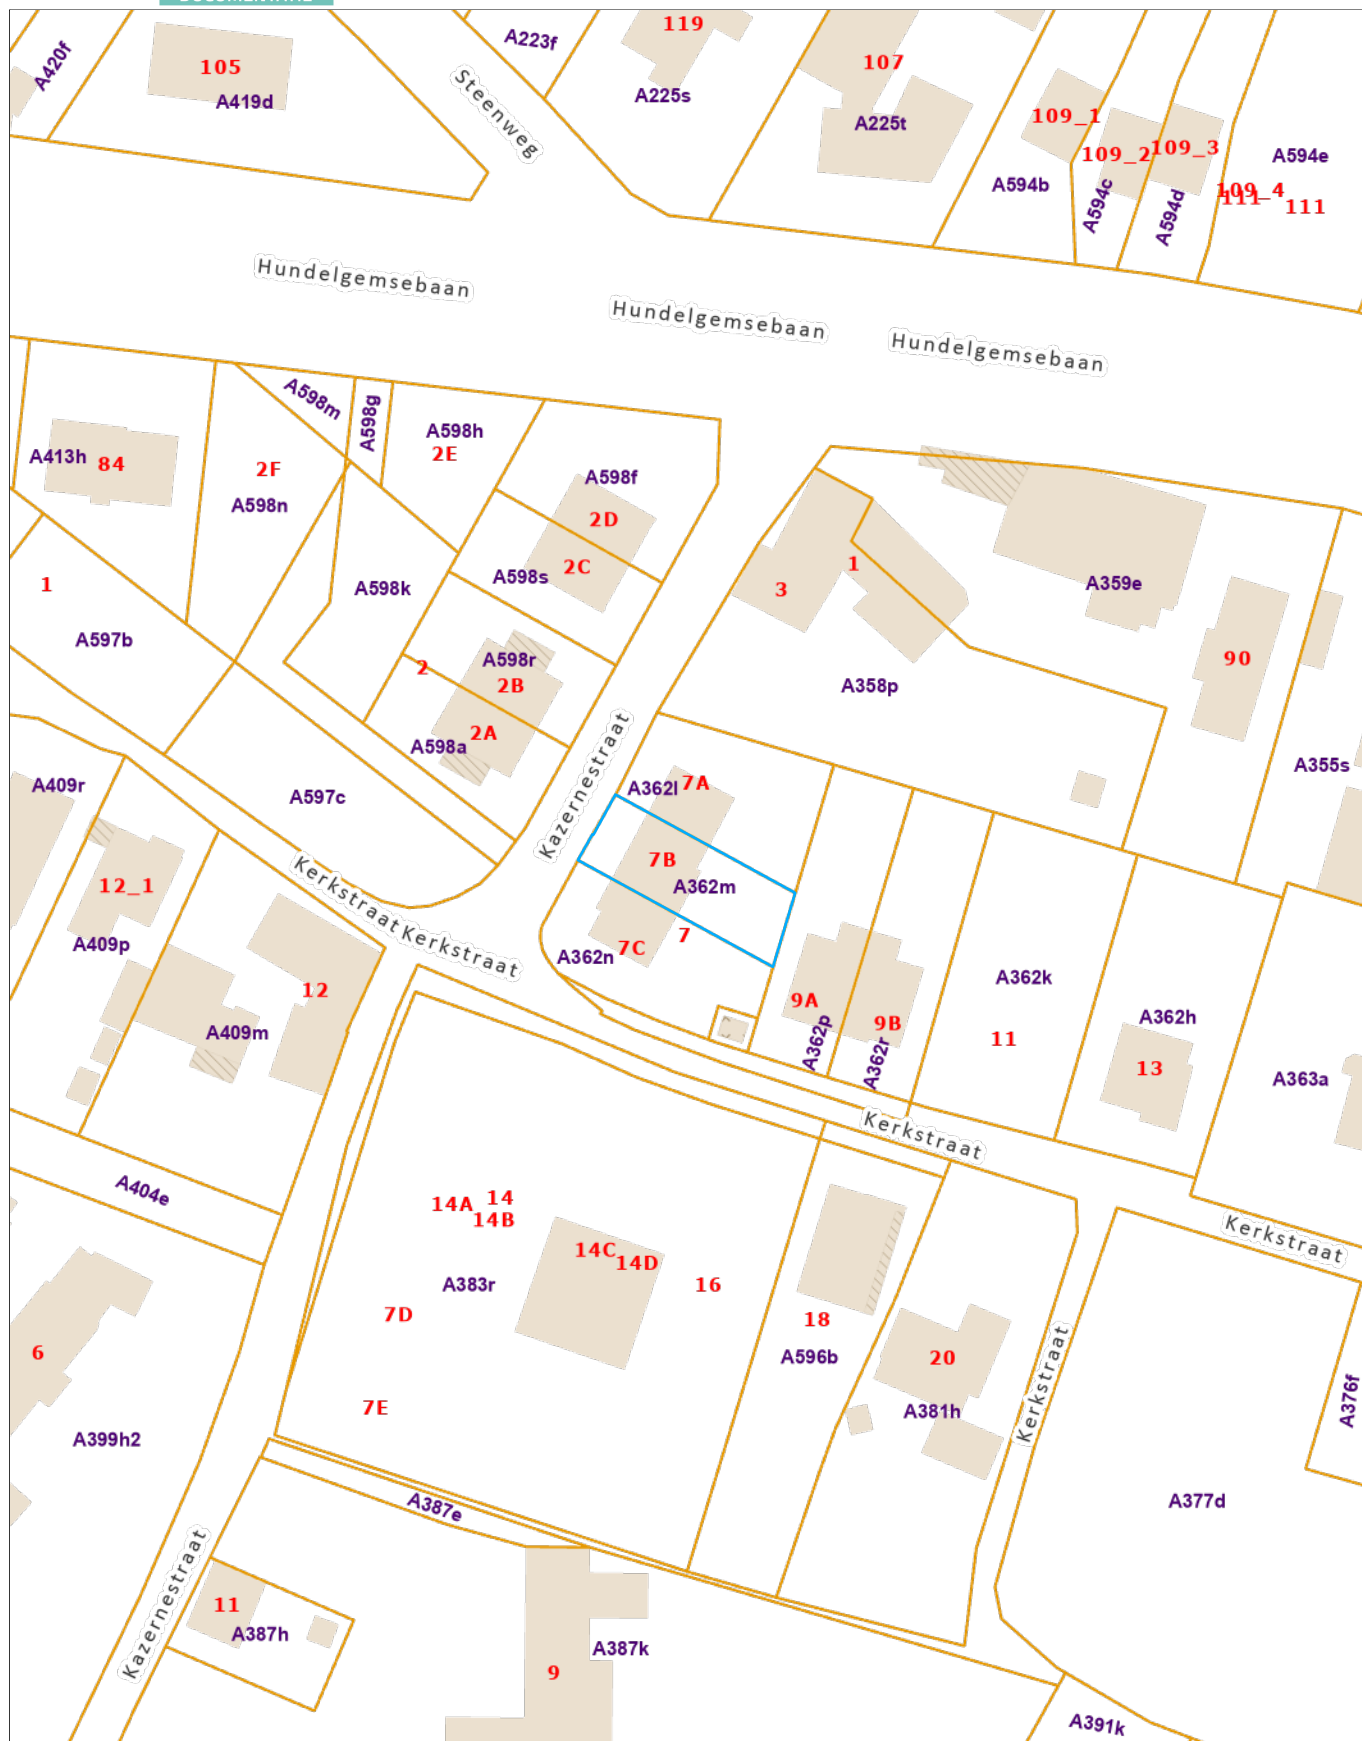 119
A223f
A420f
105
107
A419d
Steenweg
A225s
A225t
109_1
109_2
109_3
A594e
A594b
A594c
A594d
109_4
111
111
Hundelgemsebaan
Hundelgemsebaan
Hundelgemsebaan
A598m
A598g
A598h
2E
A413h
84
2F
A598n
A598f
2D
2C
A598s
1
3
1
A359e
A598k
A597b
2
A598r
2B
90
A358p
2A
A598a
Kazernestraat
A355s
A409r
A597c
A362l
7A
7B
A362m
12_1
Kerkstraat
Kerkstraat
A409p
7
7C
A362n
12
9A
9B
A362k
A409m
A362p
A362r
11
A362h
13
A363a
Kerkstraat
A404e
14A
14
14B
14C
14D
A383r
16
Kerkstraat
7D
18
6
A596b
20
Kerkstraat
7E
A381h
A376f
A399h2
A387e
A377d
Kazernestraat
11
A387h
A387k
9
A391k